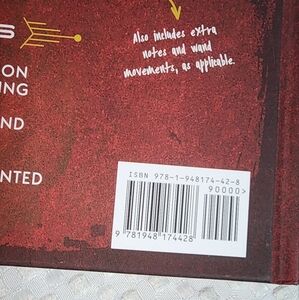 Also includes extra
notes and wand
movements, as applicable.
S
ON
ING
ND
NTED
ISBN 978-1-948174-42-8
90000>
9 781948 174428